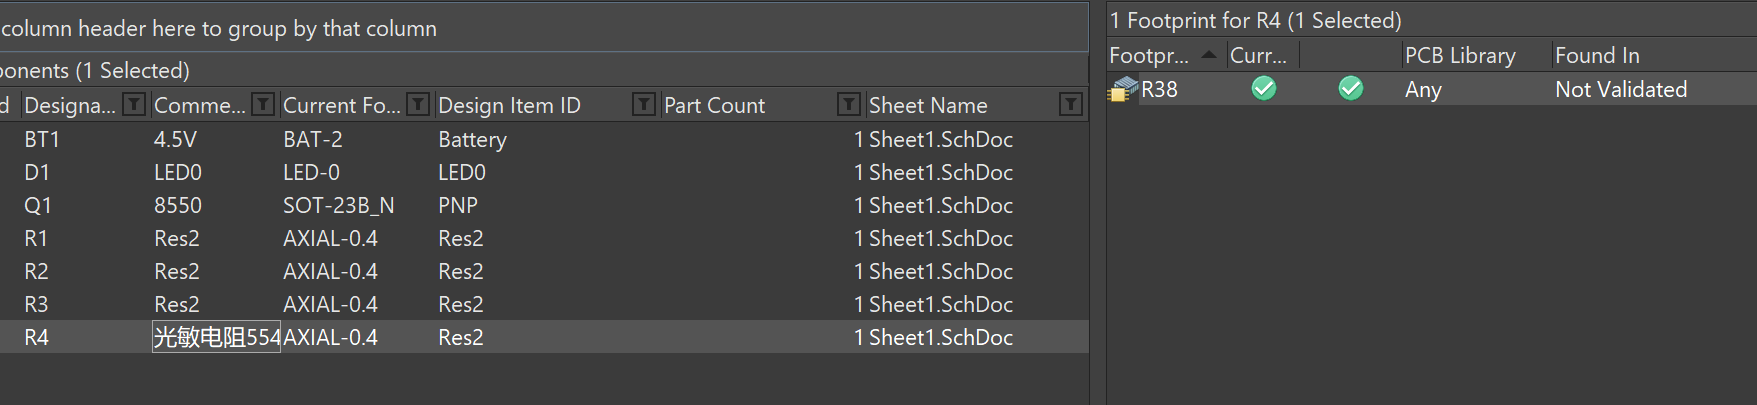 column header here to group by that column
ponents (1 Selected)
d Designa... Comme... Current Fo... Design Item ID Part Count Sheet Name
BT1 4.5V BAT-2 Battery 1 Sheet1.SchDoc
D1 LED0 LED-0 LED0 1 Sheet1.SchDoc
Q1 8550 SOT-23B_N PNP 1 Sheet1.SchDoc
R1 Res2 AXIAL-0.4 Res2 1 Sheet1.SchDoc
R2 Res2 AXIAL-0.4 Res2 1 Sheet1.SchDoc
R3 Res2 AXIAL-0.4 Res2 1 Sheet1.SchDoc
R4 光敏电阻554 AXIAL-0.4 Res2 1 Sheet1.SchDoc
1 Footprint for R4 (1 Selected)
Footpr... Curr... PCB Library Found In
R38 Any Not Validated